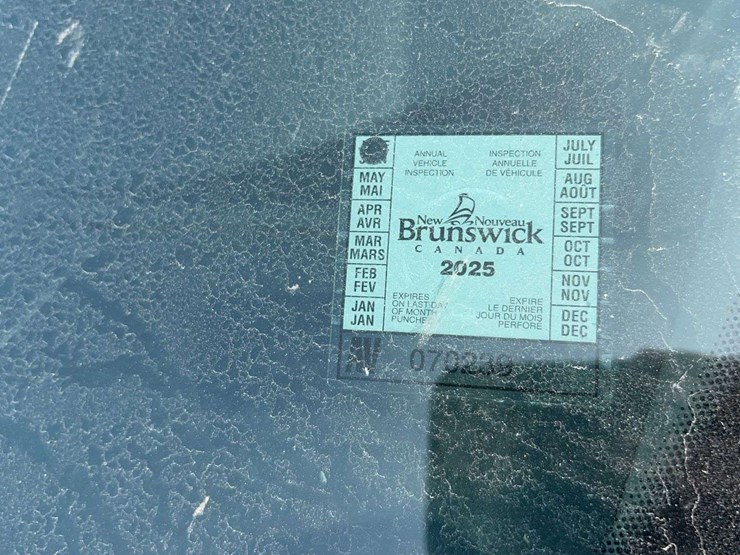 ANNUAL
VEHICLE
INSPECTION
INSPECTION
ANNUELLE
DE VÉHICULE
MAY
MAI
APR
AVR
MAR
MARS
FEB
FEV
JAN
JAN
JULY
JUIL
AUG
AOÛT
SEPT
SEPT
OCT
OCT
NOV
NOV
DEC
DEC
New Nouveau
Brunswick
CANADA
2025
EXPIRES
ON LAST DAY
OF MONTH
PUNCHED
EXPIRE
LE DERNIER
JOUR DU MOIS
PERFORÉ